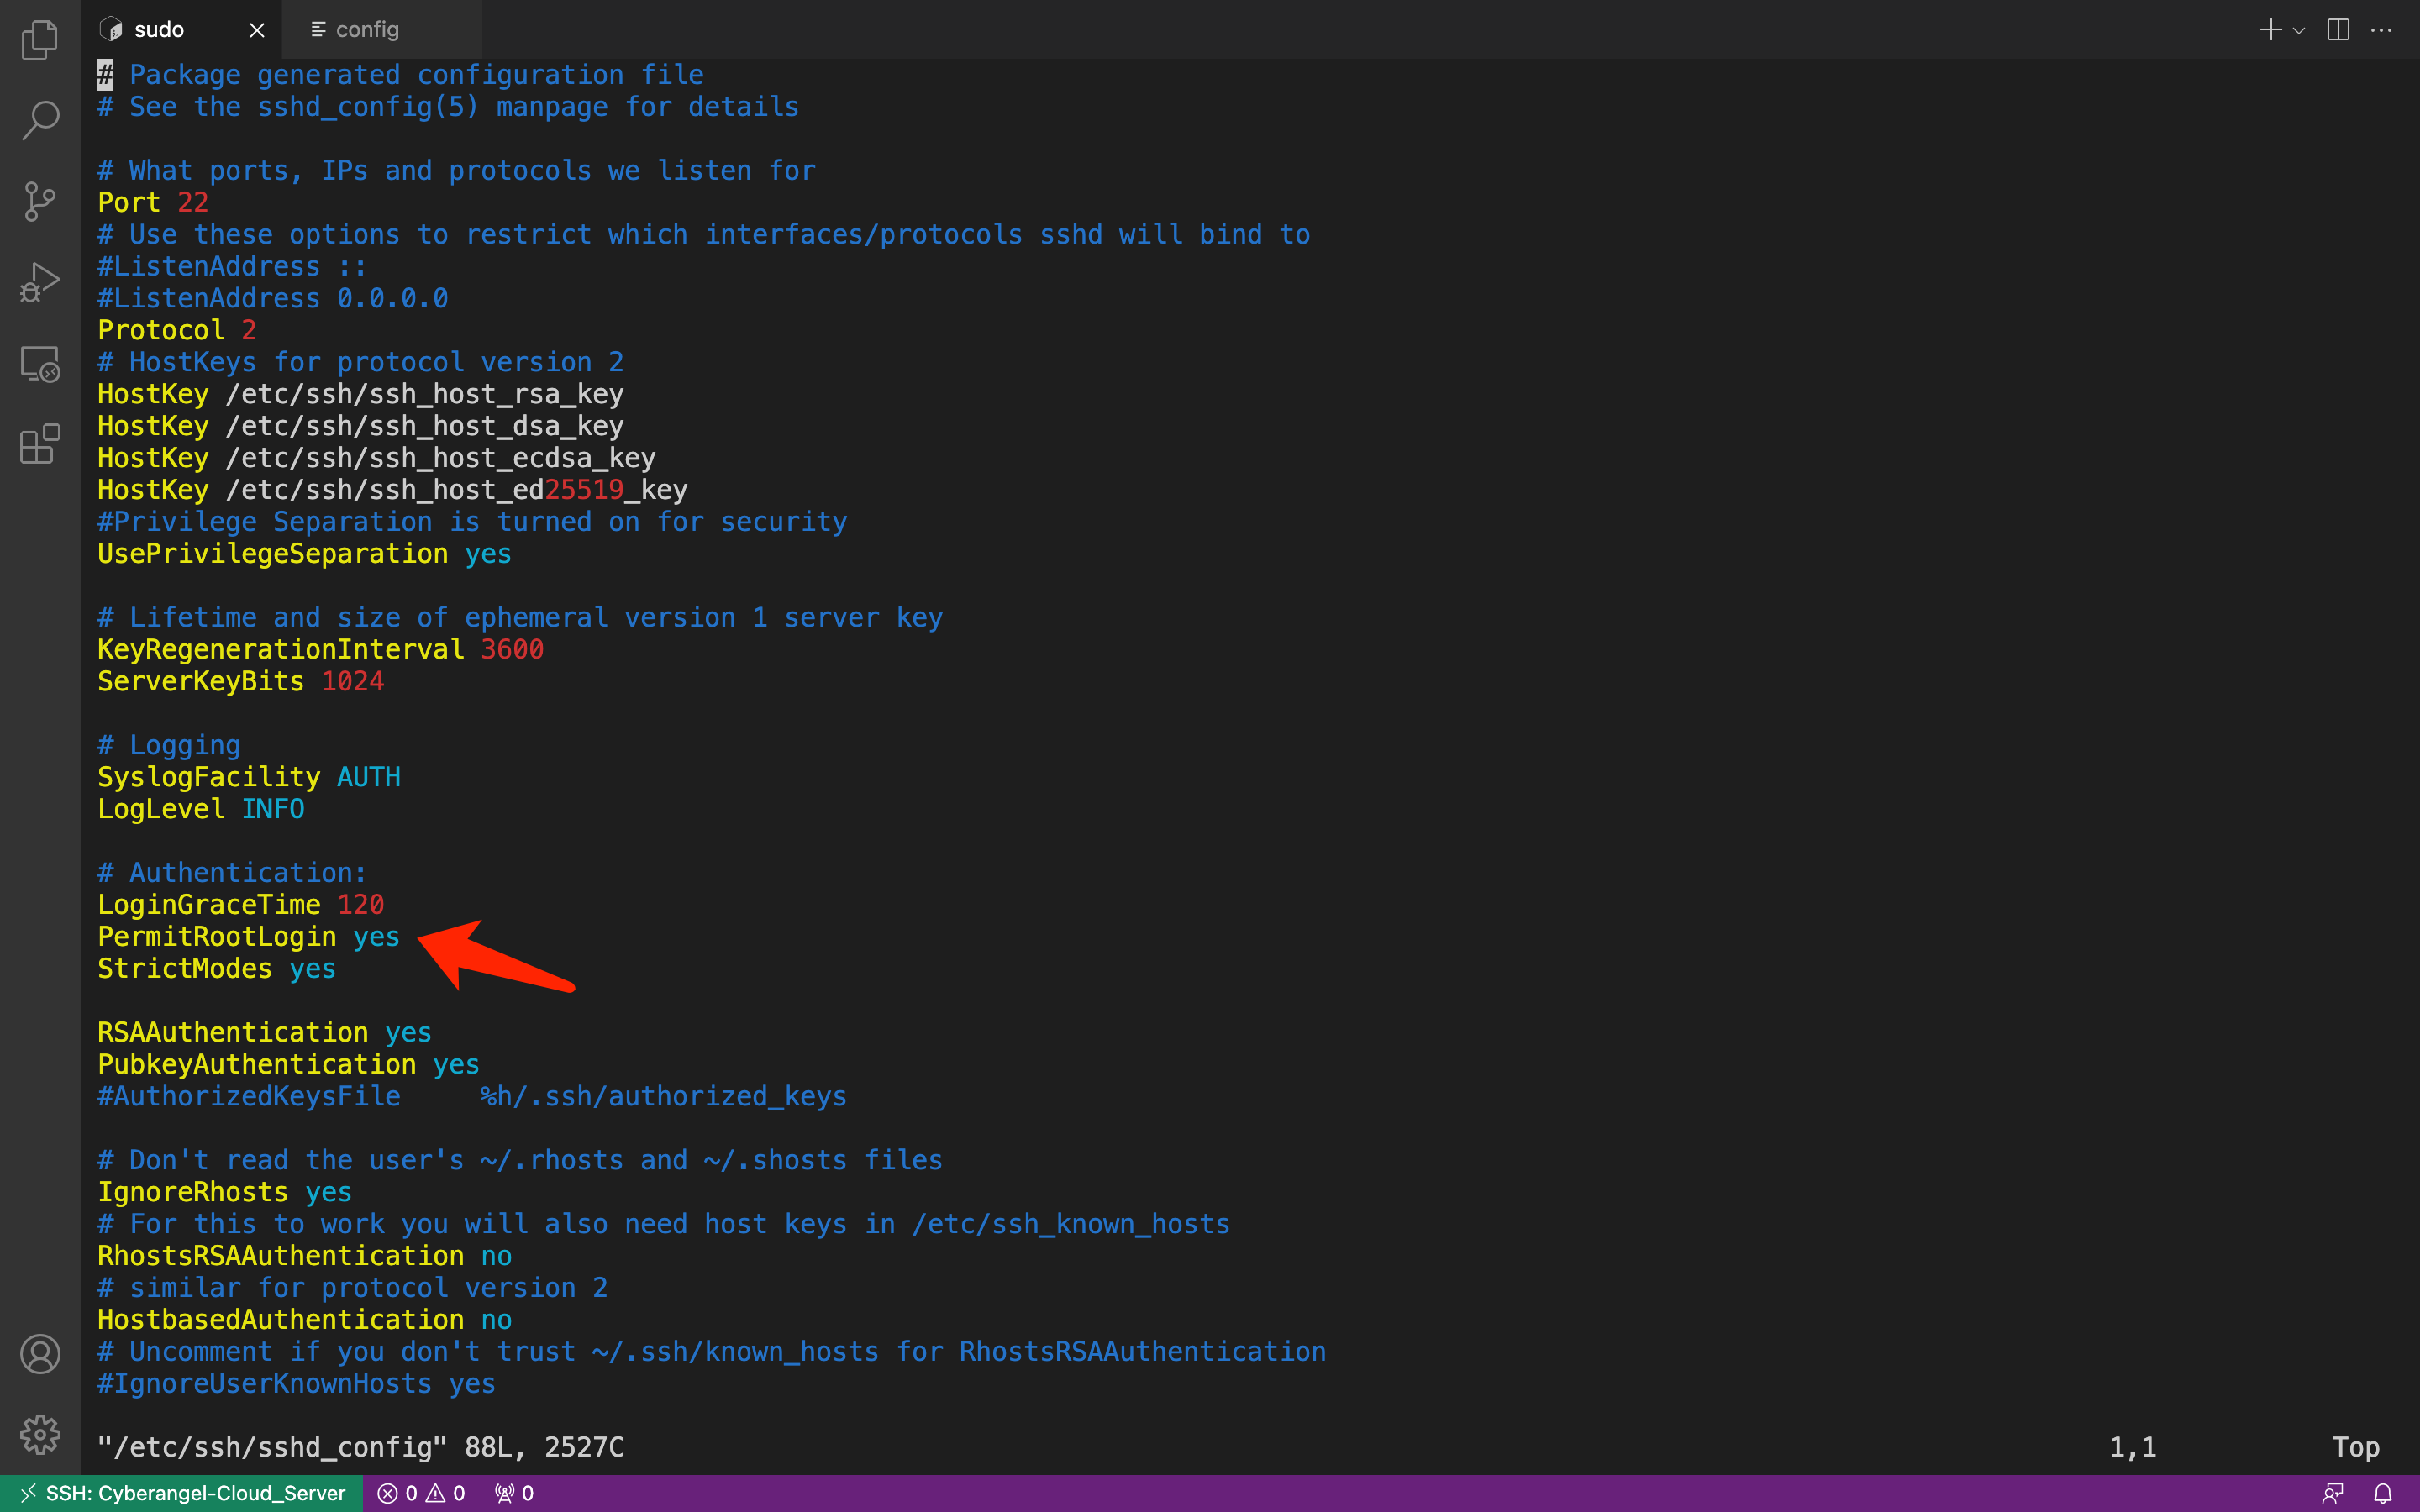 sudo
config
# Package generated configuration file
# See the sshd_config(5) manpage for details
# What ports, IPs and protocols we listen for
Port 22
# Use these options to restrict which interfaces/protocols sshd will bind to
#ListenAddress ::
#ListenAddress 0.0.0.0
Protocol 2
# HostKeys for protocol version 2
HostKey /etc/ssh/ssh_host_rsa_key
HostKey /etc/ssh/ssh_host_dsa_key
HostKey /etc/ssh/ssh_host_ecdsa_key
HostKey /etc/ssh/ssh_host_ed25519_key
#Privilege Separation is turned on for security
UsePrivilegeSeparation yes
# Lifetime and size of ephemeral version 1 server key
KeyRegenerationInterval 3600
ServerKeyBits 1024
# Logging
SyslogFacility AUTH
LogLevel INFO
# Authentication:
LoginGraceTime 120
PermitRootLogin yes
StrictModes yes
RSAAuthentication yes
PubkeyAuthentication yes
#AuthorizedKeysFile     %h/.ssh/authorized_keys
# Don't read the user's ~/.rhosts and ~/.shosts files
IgnoreRhosts yes
# For this to work you will also need host keys in /etc/ssh_known_hosts
RhostsRSAAuthentication no
# similar for protocol version 2
HostbasedAuthentication no
# Uncomment if you don't trust ~/.ssh/known_hosts for RhostsRSAAuthentication
#IgnoreUserKnownHosts yes
"/etc/ssh/sshd_config" 88L, 2527C 1,1 Top
SSH: Cyberangel-Cloud_Server 0 0 0